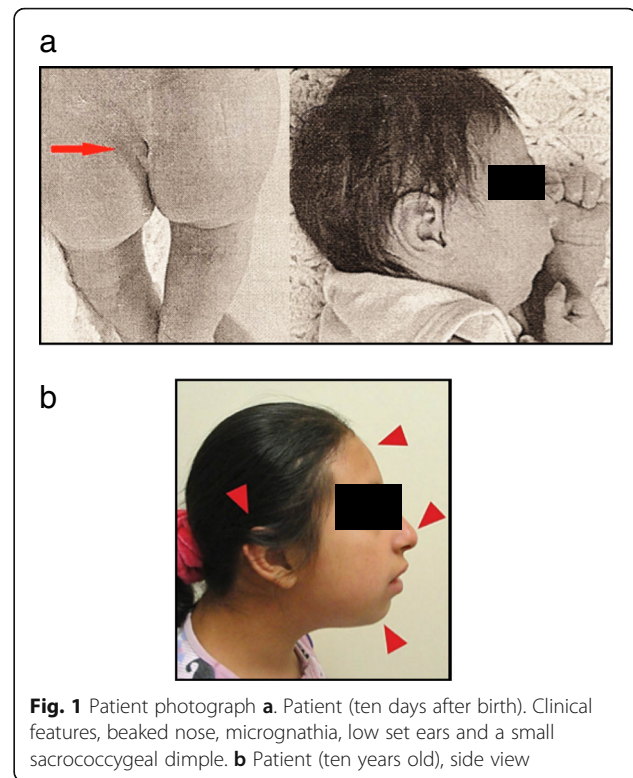 a
b
Fig. 1 Patient photograph a. Patient (ten days after birth). Clinical
features, beaked nose, micrognathia, low set ears and a small
sacrococcygeal dimple. b Patient (ten years old), side view